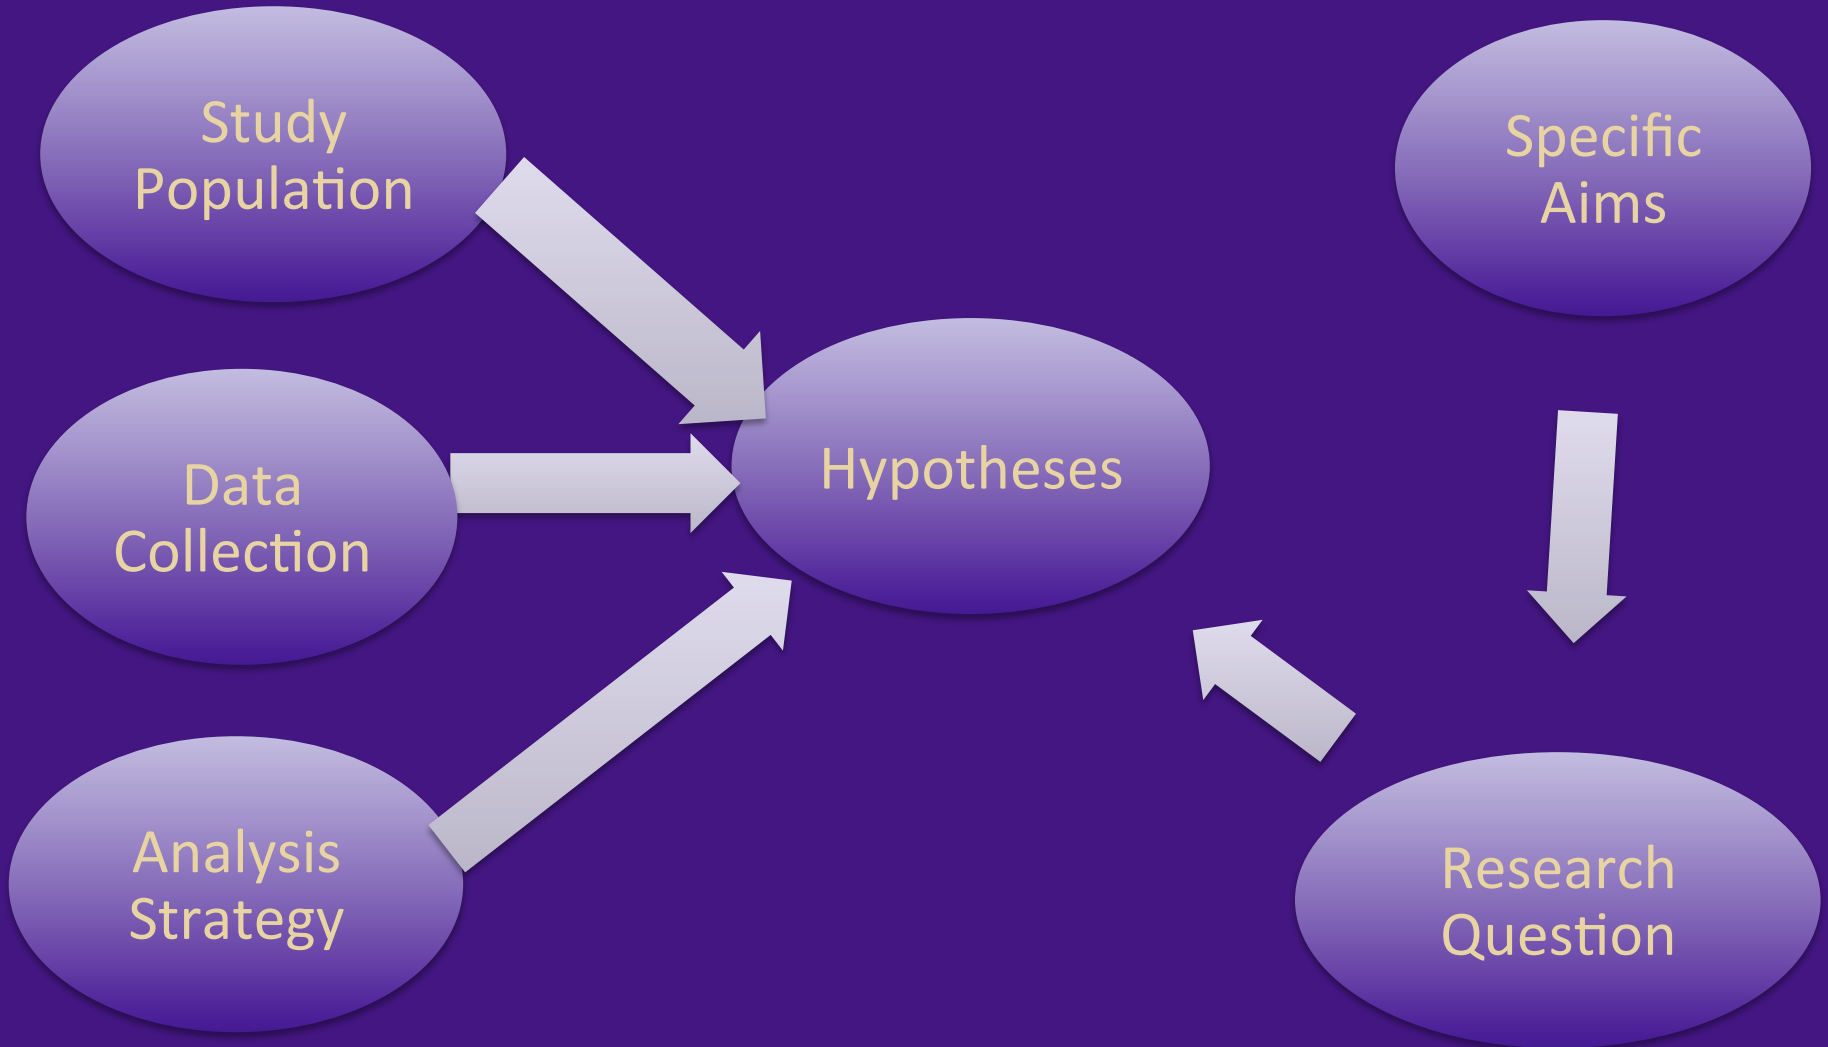 Study
Population
Specific
Aims
Data
Collection
Hypotheses
Analysis
Strategy
Research
Question